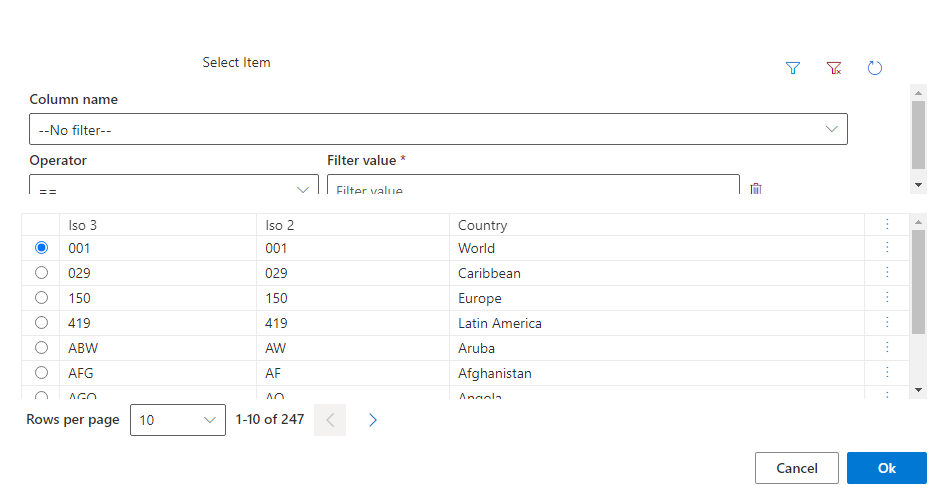 Select Item
Column name
--No filter--
Operator Filter value *
== Filter value
Iso 3 Iso 2 Country
001 001 World
029 029 Caribbean
150 150 Europe
419 419 Latin America
ABW AW Aruba
AFG AF Afghanistan
AGO AO Angola
Rows per page 10 1-10 of 247
Cancel Ok